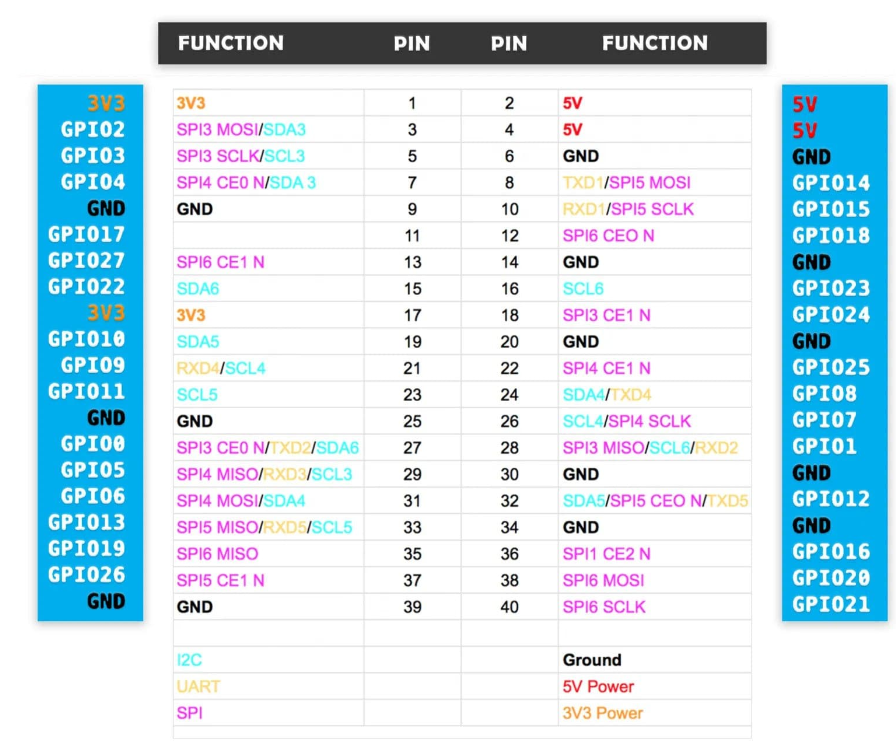 FUNCTION PIN PIN FUNCTION
3V3 3V3 1 2 5V 5V
GPIO2 SPI3 MOSI/SDA3 3 4 5V 5V
GPIO3 SPI3 SCLK/SCL3 5 6 GND GND
GPIO4 SPI4 CE0 N/SDA 3 7 8 TXD1/SPI5 MOSI GPIO14
GND GND 9 10 RXD1/SPI5 SCLK GPIO15
GPIO17 11 12 SPI6 CEO N GPIO18
GPIO27 SPI6 CE1 N 13 14 GND GND
GPIO22 SDA6 15 16 SCL6 GPIO23
3V3 3V3 17 18 SPI3 CE1 N GPIO24
GPIO10 SDA5 19 20 GND GND
GPIO9 RXD4/SCL4 21 22 SPI4 CE1 N GPIO25
GPIO11 SCL5 23 24 SDA4/TXD4 GPIO8
GND GND 25 26 SCL4/SPI4 SCLK GPIO7
GPIO0 SPI3 CE0 N/TXD2/SDA6 27 28 SPI3 MISO/SCL6/RXD2 GPIO1
GPIO5 SPI4 MISO/RXD3/SCL3 29 30 GND GND
GPIO6 SPI4 MOSI/SDA4 31 32 SDA5/SPI5 CEO N/TXD5 GPIO12
GPIO13 SPI5 MISO/RXD5/SCL5 33 34 GND GND
GPIO19 SPI6 MISO 35 36 SPI1 CE2 N GPIO16
GPIO26 SPI5 CE1 N 37 38 SPI6 MOSI GPIO20
GND GND 39 40 SPI6 SCLK GPIO21
I2C Ground
UART 5V Power
SPI 3V3 Power